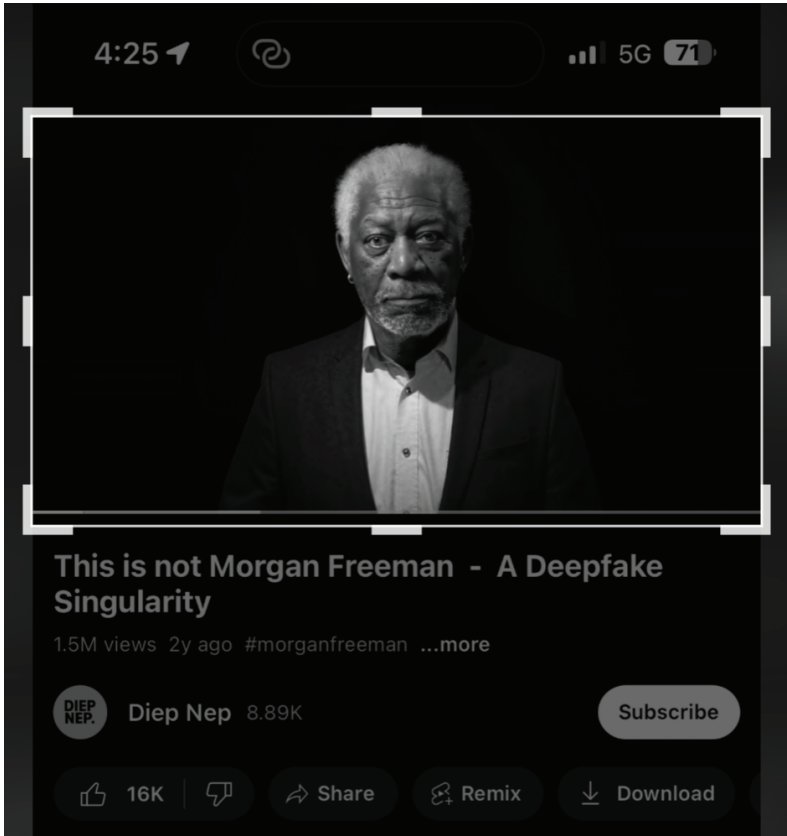 4:25 5G 71
This is not Morgan Freeman - A Deepfake
Singularity
1.5M views 2y ago #morganfreeman ...more
DIEP
NEP.
Diep Nep 8.89K Subscribe
16K Share Remix Download